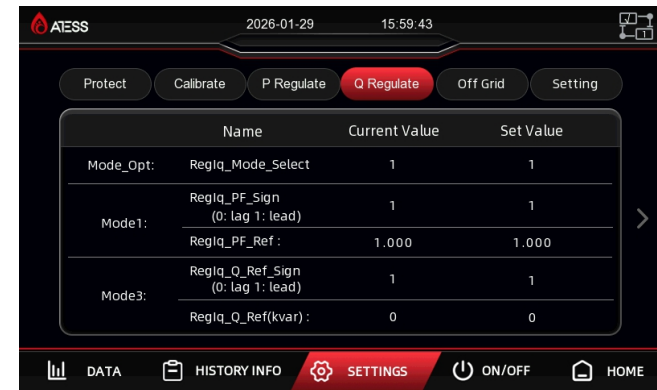 ATESS 2026-01-29 15:59:43
Protect Calibrate P Regulate Q Regulate Off Grid Setting
Name Current Value Set Value
Mode_Opt: RegIq_Mode_Select 1 1
Mode1: RegIq_PF_Sign 1 1
(0: lag 1: lead)
RegIq_PF_Ref : 1.000 1.000
Mode3: RegIq_Q_Ref_Sign 1 1
(0: lag 1: lead)
RegIq_Q_Ref(kvar) : 0 0
DATA HISTORY INFO SETTINGS ON/OFF HOME